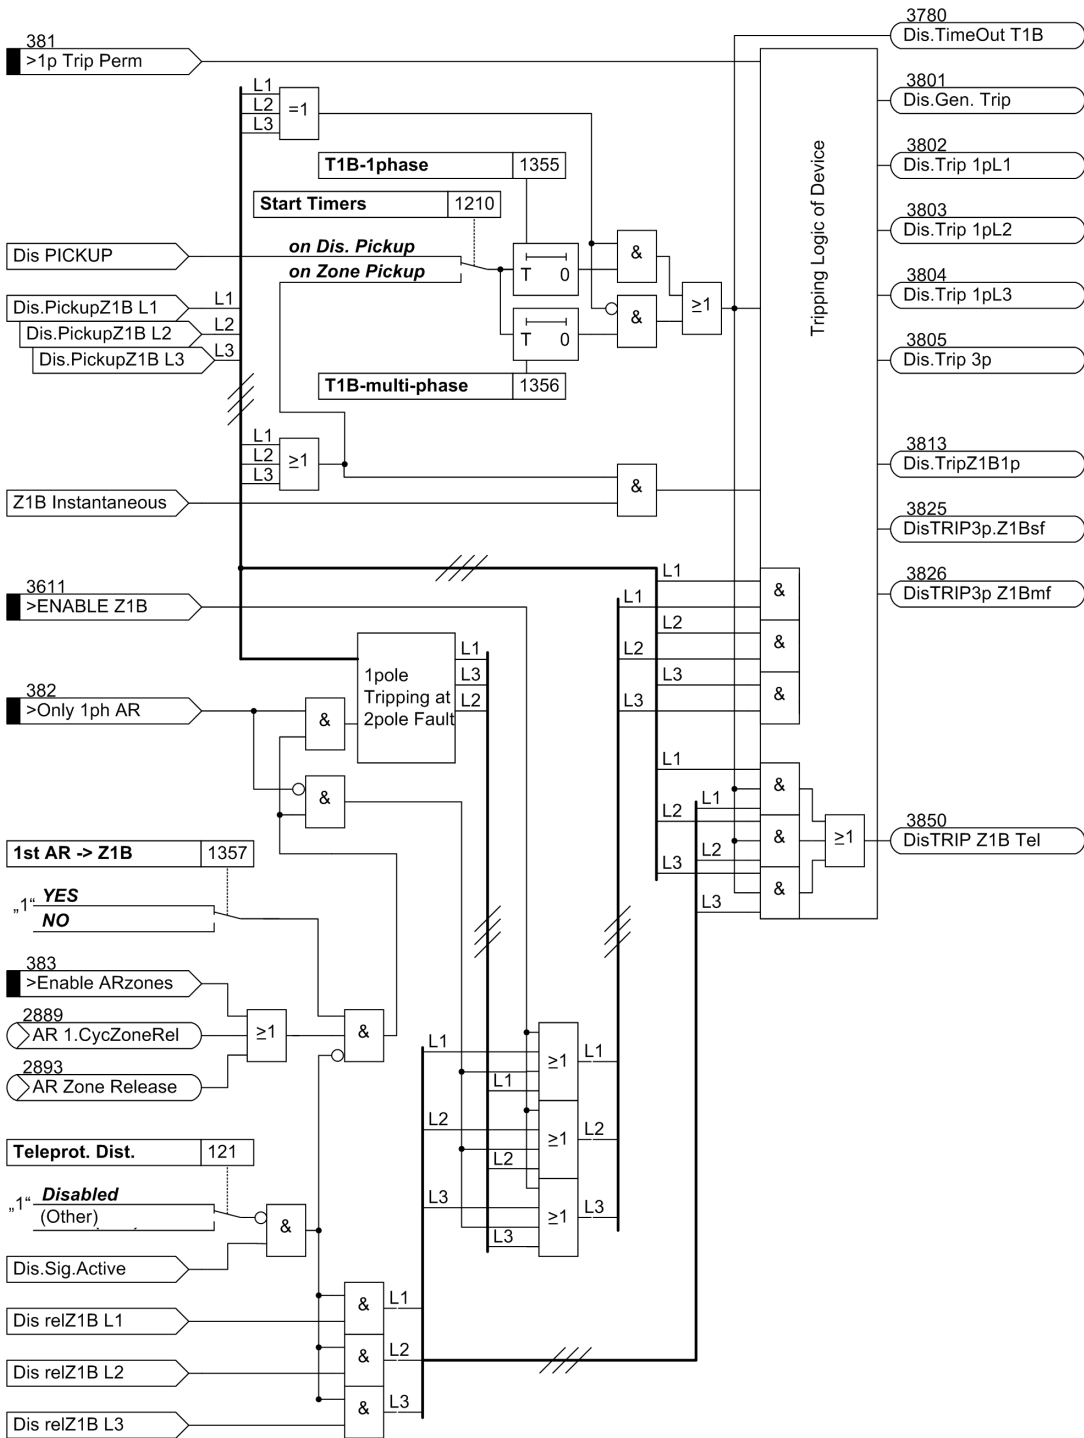 381
>1p Trip Perm
L1
L2
L3
=1
T1B-1phase 1355
Start Timers 1210
Dis PICKUP
on Dis. Pickup
on Zone Pickup
T 0
&
Dis.PickupZ1B L1
L1
Dis.PickupZ1B L2
L2
Dis.PickupZ1B L3
L3
T 0
&
≥1
T1B-multi-phase 1356
L1
L2
L3
≥1
Z1B Instantaneous
&
3611
>ENABLE Z1B
382
>Only 1ph AR
&
&
1pole
Tripping at
2pole Fault
L1
L3
L2
1st AR -> Z1B 1357
„1“
YES
NO
383
>Enable ARzones
2889
AR 1.CycZoneRel
2893
AR Zone Release
≥1
&
Teleprot. Dist. 121
„1“
Disabled
(Other)
&
Dis.Sig.Active
Dis relZ1B L1
& L1
Dis relZ1B L2
& L2
Dis relZ1B L3
& L3
L1
L1
≥1
L1
L2
L2
≥1
L2
L3
L3
≥1
L3
L1
L1
&
L2
L2
&
L3
L3
&
L1
L1
&
L2
L2
&
L3
L3
&
≥1
Tripping Logic of Device
3780
Dis.TimeOut T1B
3801
Dis.Gen. Trip
3802
Dis.Trip 1pL1
3803
Dis.Trip 1pL2
3804
Dis.Trip 1pL3
3805
Dis.Trip 3p
3813
Dis.TripZ1B1p
3825
DisTRIP3p.Z1Bsf
3826
DisTRIP3p Z1Bmf
3850
DisTRIP Z1B Tel